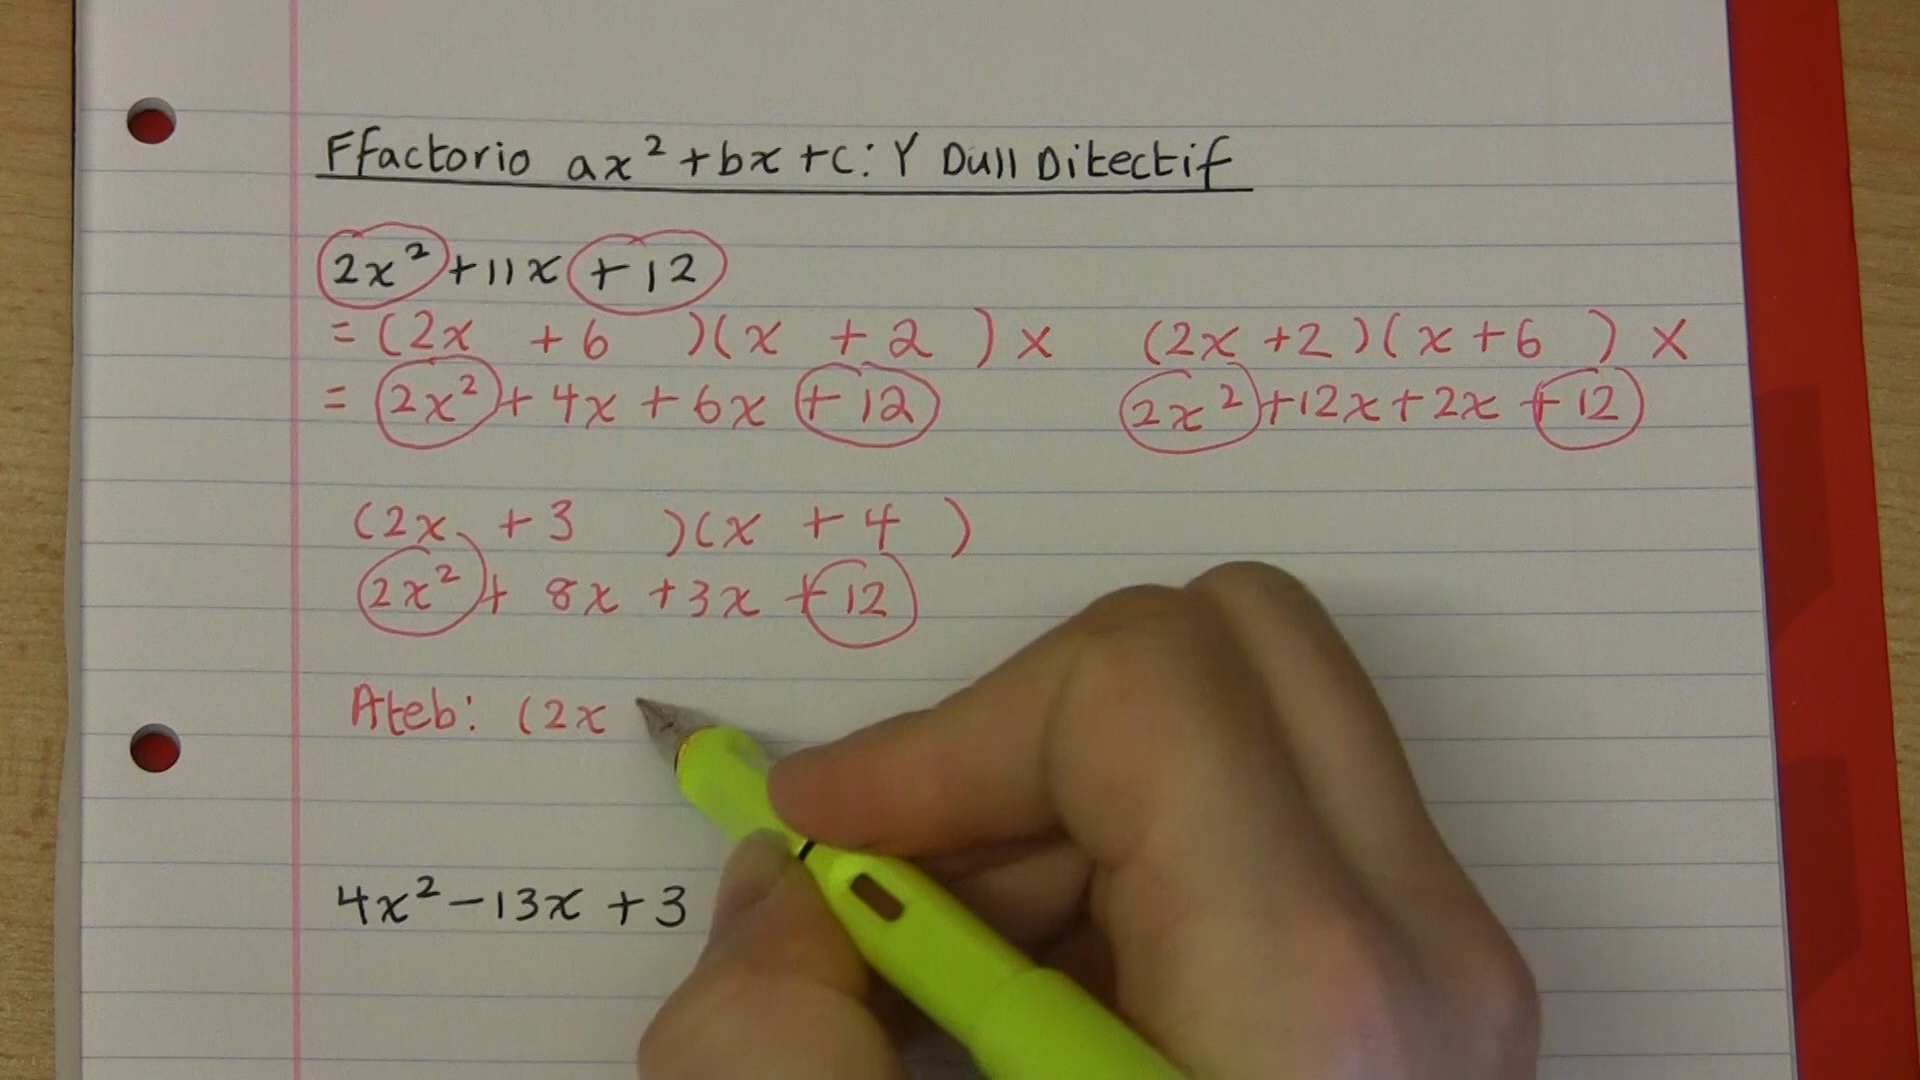 Ffactorio ax²+bx+c: Y Dull Ditectif
2x²+11x+12
=(2x +6 )(x +2 ) × (2x+2)(x+6 ) ×
= 2x²+4x+6x+12 2x²+12x+2x+12
(2x +3 )(x +4 )
2x²+ 8x+3x+12
Ateb: (2x
4x²-13x+3